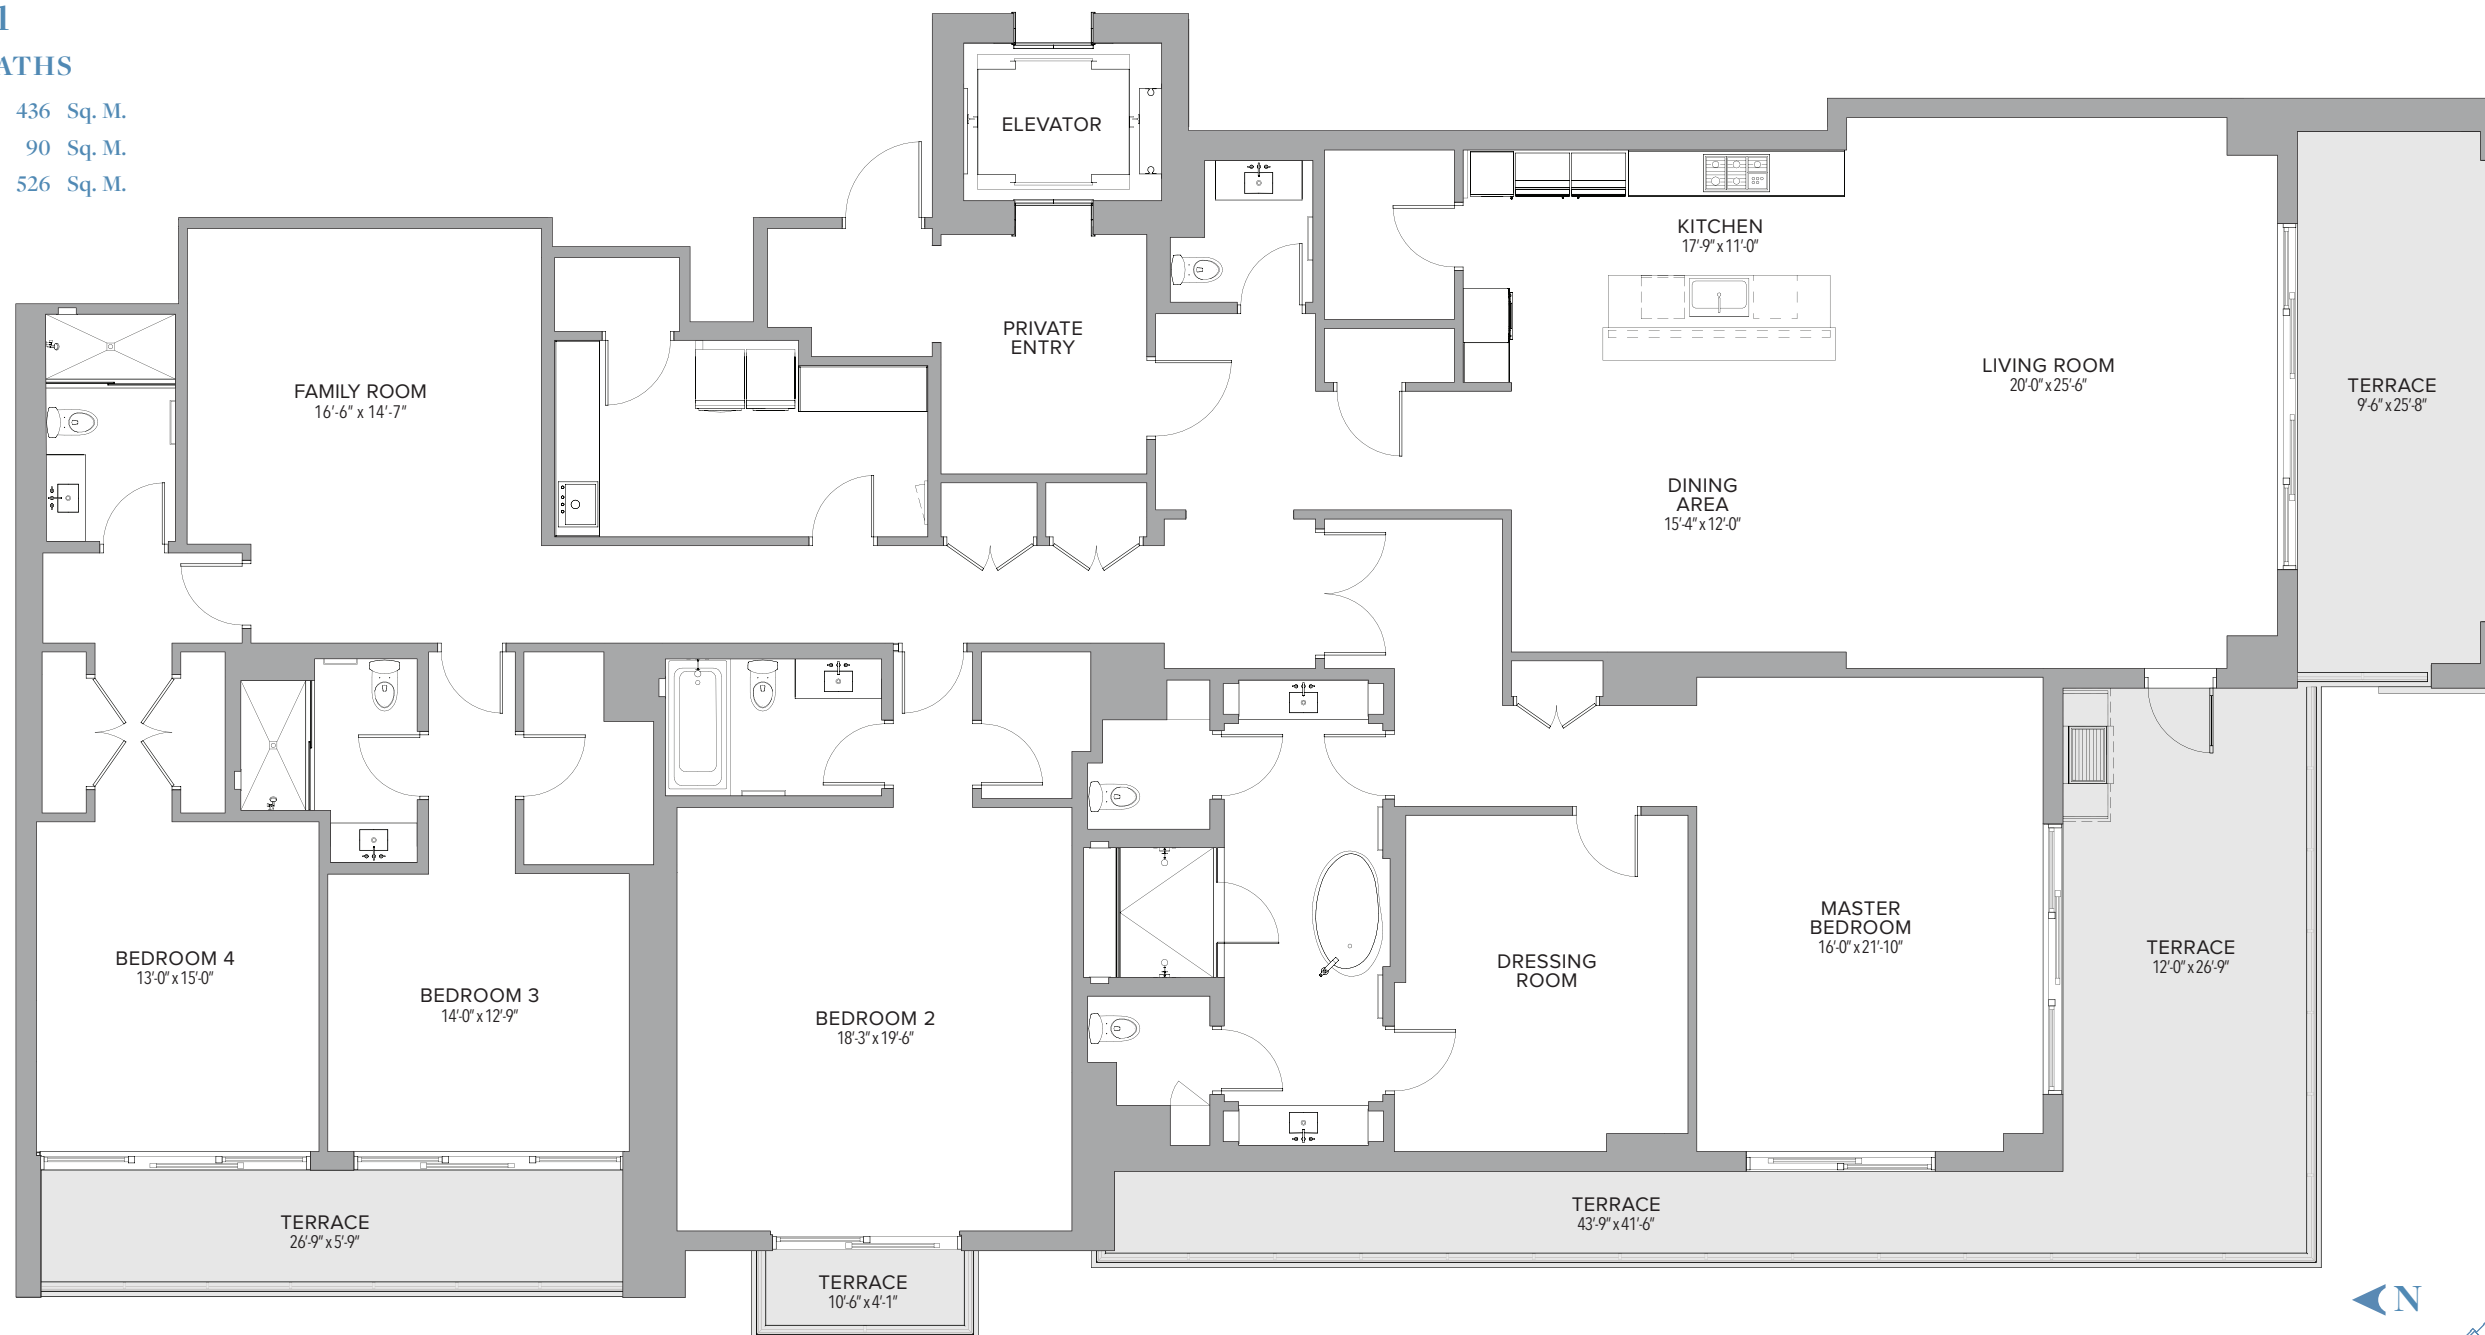 1
ATHS
436 Sq. M.
90 Sq. M.
526 Sq. M.
ELEVATOR
KITCHEN
17'-9" x 11'-0"
PRIVATE
ENTRY
LIVING ROOM
20'-0" x 25'-6"
TERRACE
9'-6" x 25'-8"
FAMILY ROOM
16'-6" x 14'-7"
DINING
AREA
15'-4" x 12'-0"
MASTER
BEDROOM
16'-0" x 21'-10"
TERRACE
12'-0" x 26'-9"
DRESSING
ROOM
BEDROOM 4
13'-0" x 15'-0"
BEDROOM 3
14'-0" x 12'-9"
BEDROOM 2
18'-3" x 19'-6"
TERRACE
43'-9" x 41'-6"
TERRACE
26'-9" x 5'-9"
TERRACE
10'-6" x 4'-1"
N